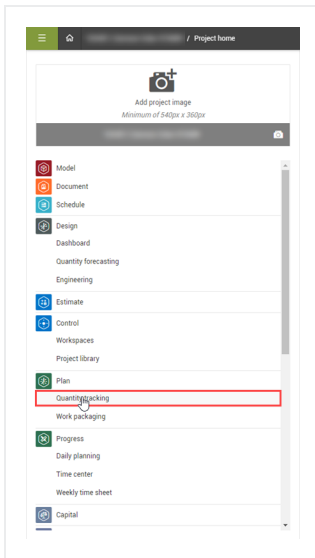 / Project home
Add project image
Minimum of 540px x 360px
Model
Document
Schedule
Design
Dashboard
Quantity forecasting
Engineering
Estimate
Control
Workspaces
Project library
Plan
Quantity tracking
Work packaging
Progress
Daily planning
Time center
Weekly time sheet
Capital